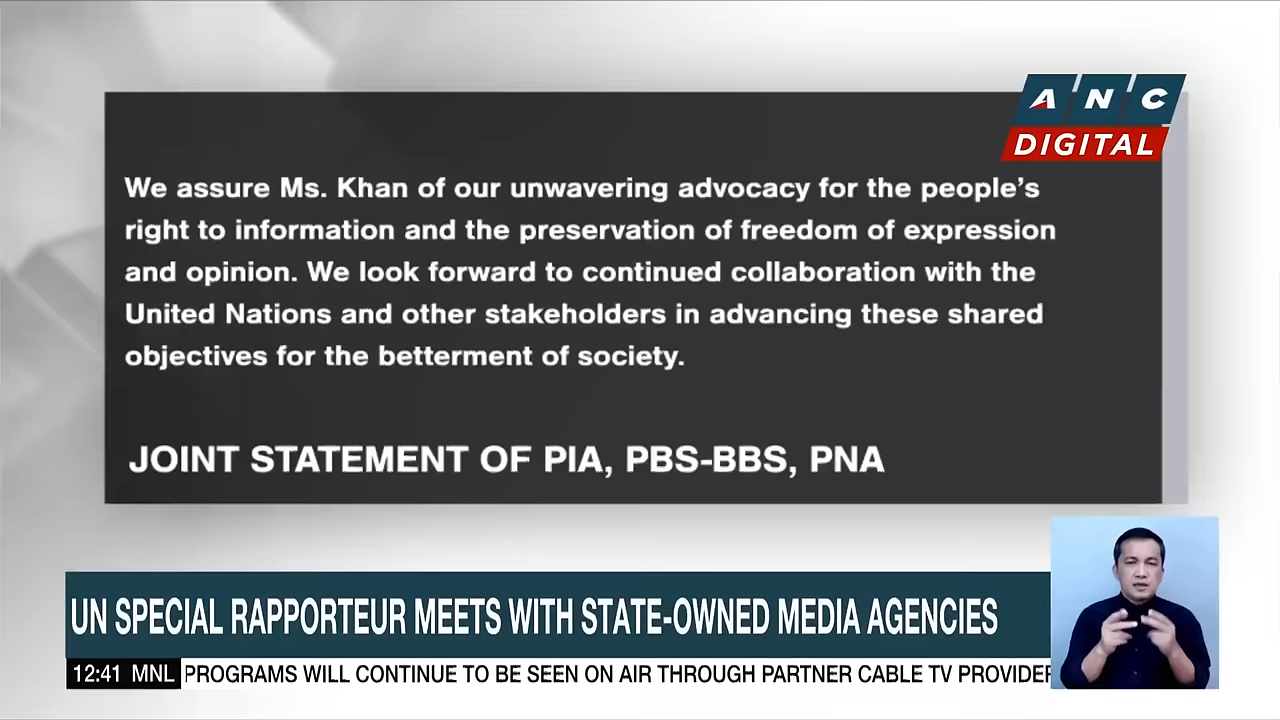 ANC
DIGITAL
We assure Ms. Khan of our unwavering advocacy for the people’s
right to information and the preservation of freedom of expression
and opinion. We look forward to continued collaboration with the
United Nations and other stakeholders in advancing these shared
objectives for the betterment of society.
JOINT STATEMENT OF PIA, PBS-BBS, PNA
UN SPECIAL RAPPORTEUR MEETS WITH STATE-OWNED MEDIA AGENCIES
12:41 MNL PROGRAMS WILL CONTINUE TO BE SEEN ON AIR THROUGH PARTNER CABLE TV PROVIDER